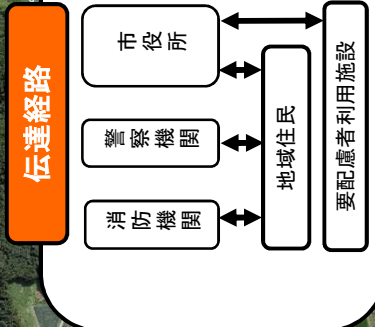 伝達経路
市役所
警察機関
消防機関
地域住民
要配慮者利用施設